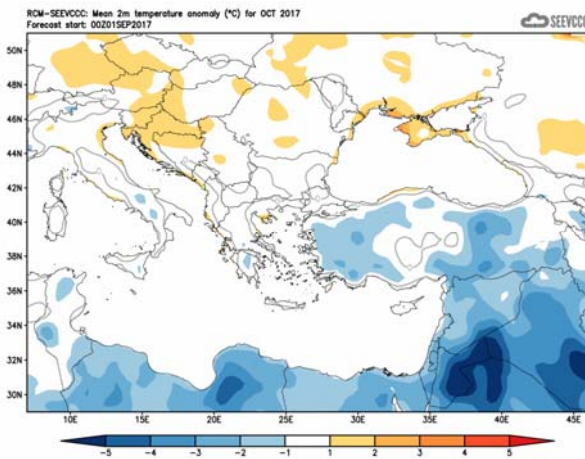 RCM-SEEVCCC: Mean 2m temperature anomaly (°C) for OCT 2017
Forecast start: 00Z01SEP2017
SEEVCCC
50N
48N
46N
44N
42N
40N
38N
36N
34N
32N
30N
10E 15E 20E 25E 30E 35E 40E 45E
-5 -4 -3 -2 -1 1 2 3 4 5